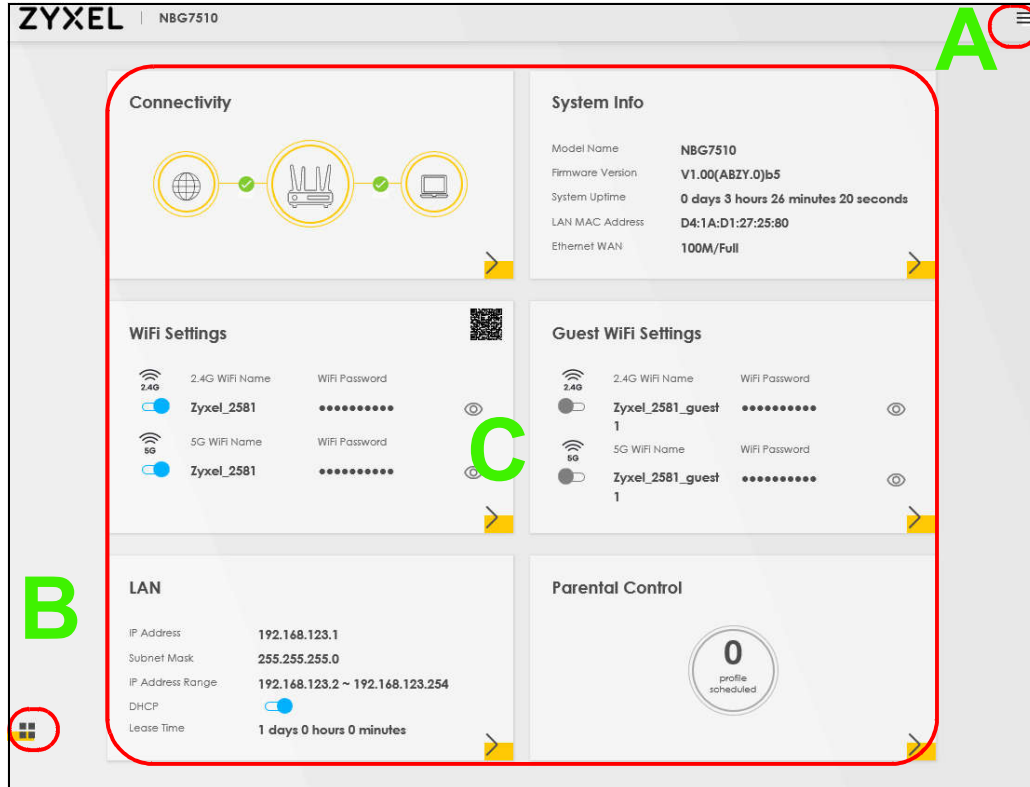 ZYXEL | NBG7510
A
Connectivity
System Info
Model Name NBG7510
Firmware Version V1.00(ABZY.0)b5
System Uptime 0 days 3 hours 26 minutes 20 seconds
LAN MAC Address D4:1A:D1:27:25:80
Ethernet WAN 100M/Full
WiFi Settings
2.4G
2.4G WiFi Name WiFi Password
Zyxel_2581 ●●●●●●●●●●
5G
5G WiFi Name WiFi Password
Zyxel_2581 ●●●●●●●●●●
C
Guest WiFi Settings
2.4G
2.4G WiFi Name WiFi Password
Zyxel_2581_guest ●●●●●●●●●●
1
5G
5G WiFi Name WiFi Password
Zyxel_2581_guest ●●●●●●●●●●
1
B
LAN
IP Address 192.168.123.1
Subnet Mask 255.255.255.0
IP Address Range 192.168.123.2 ~ 192.168.123.254
DHCP
Lease Time 1 days 0 hours 0 minutes
Parental Control
0
profile
scheduled